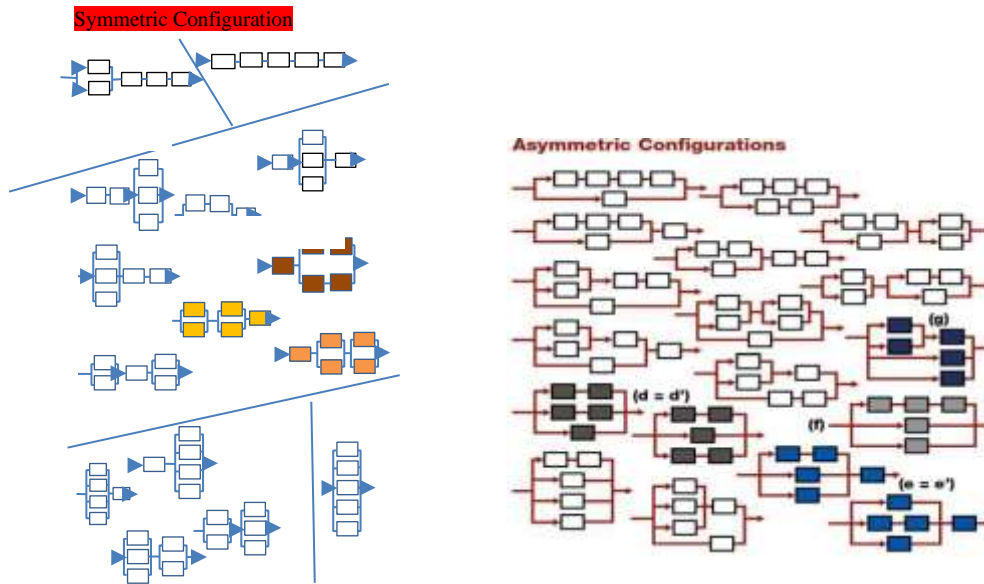 Symmetric Configuration
Asymmetric Configurations
(g)
(d = d')
(f)
(e = e')